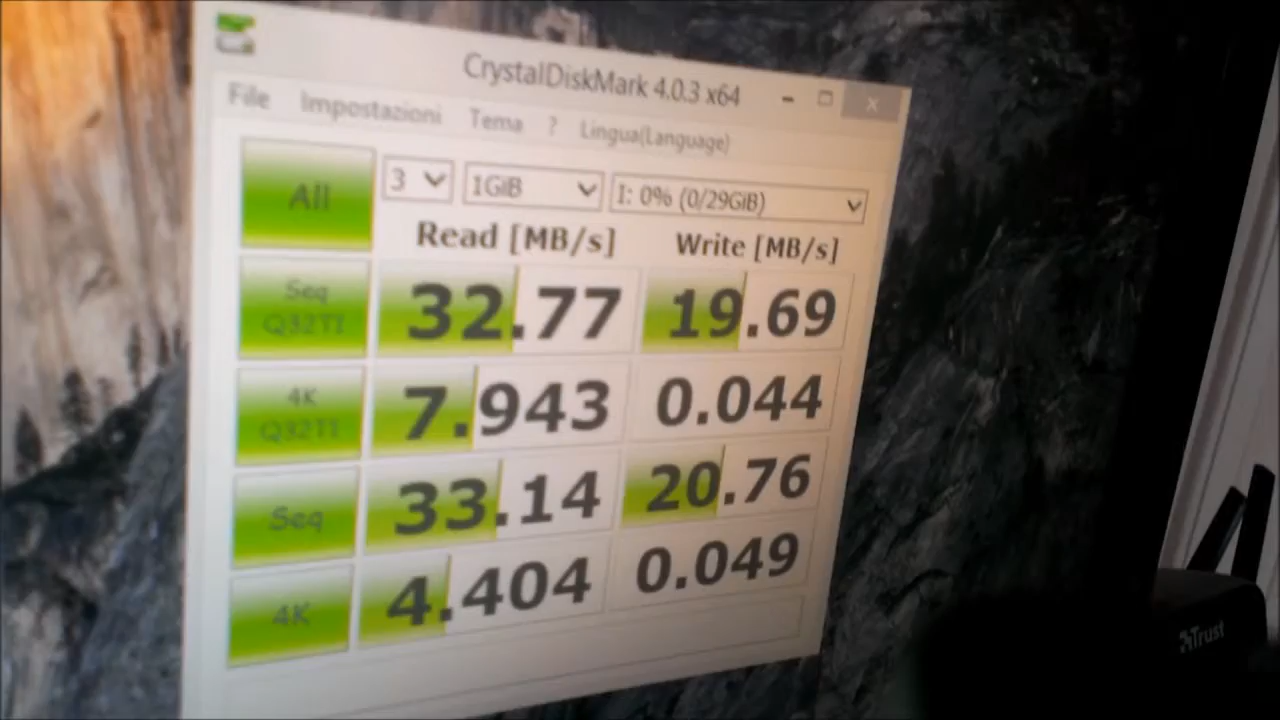 CrystalDiskMark 4.0.3 x64
File Impostazioni Tema ? Lingua(Language)
All 3 1GiB I: 0% (0/29GiB)
Read [MB/s] Write [MB/s]
Seq
Q32T1 32.77 19.69
4K
Q32T1 7.943 0.044
Seq 33.14 20.76
4K 4.404 0.049
Trust